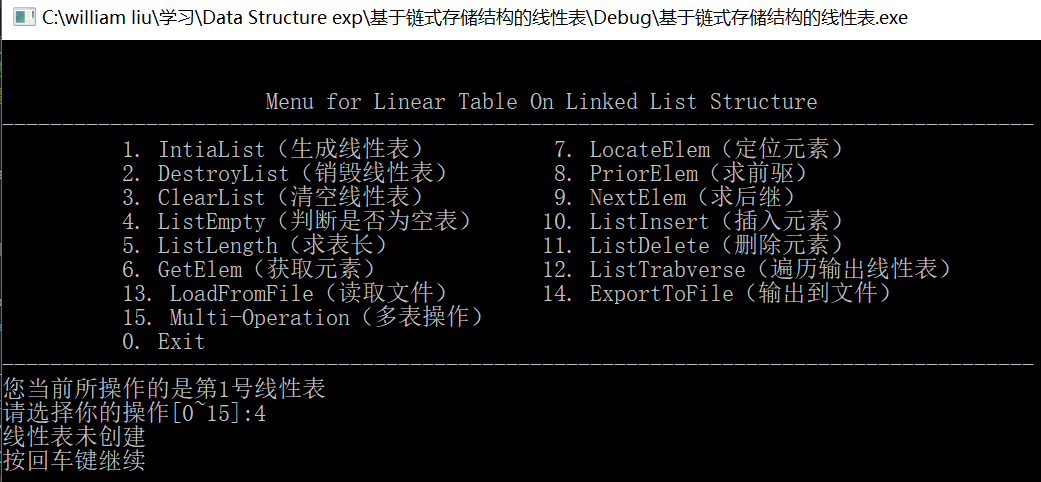 C:\william liu\学习\Data Structure exp\基于链式存储结构的线性表\Debug\基于链式存储结构的线性表.exe
Menu for Linear Table On Linked List Structure
1. IntiaList（生成线性表） 7. LocateElem（定位元素）
2. DestroyList（销毁线性表） 8. PriorElem（求前驱）
3. ClearList（清空线性表） 9. NextElem（求后继）
4. ListEmpty（判断是否为空表） 10. ListInsert（插入元素）
5. ListLength（求表长） 11. ListDelete（删除元素）
6. GetElem（获取元素） 12. ListTrabverse（遍历输出线性表）
13. LoadFromFile（读取文件） 14. ExportToFile（输出到文件）
15. Multi-Operation（多表操作）
0. Exit
您当前所操作的是第1号线性表
请选择你的操作[0~15]:4
线性表未创建
按回车键继续